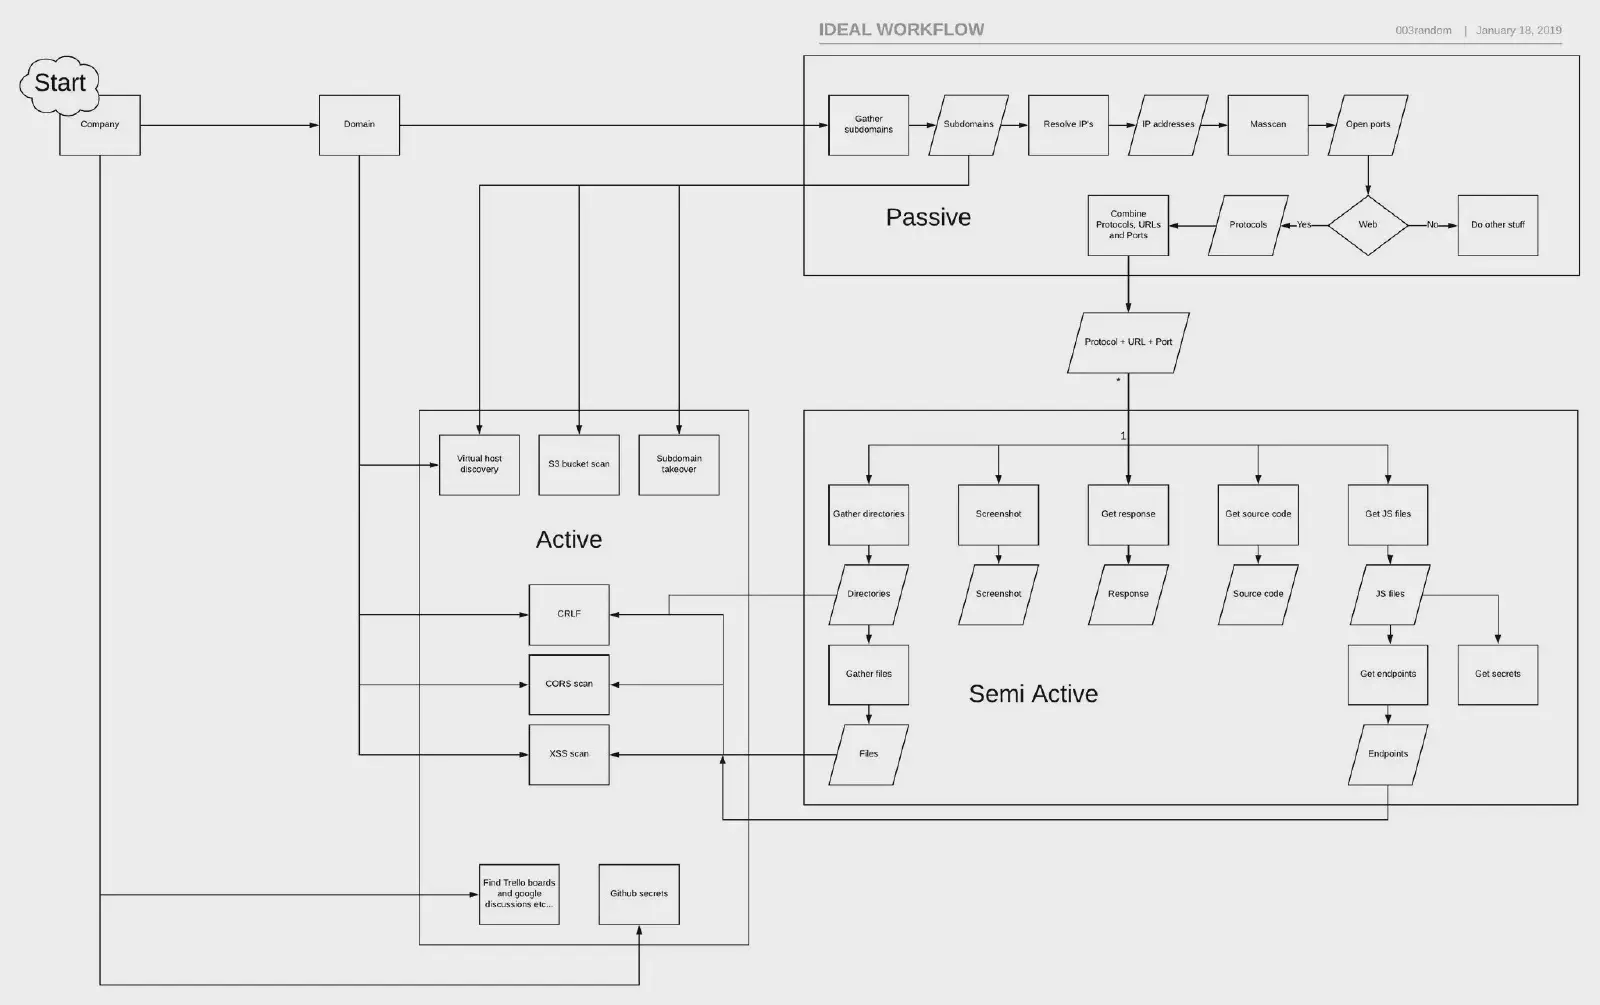 IDEAL WORKFLOW
003random | January 18, 2019
Start
Company
Domain
Gather
subdomains
Subdomains
Resolve IP's
IP addresses
Masscan
Open ports
Passive
Combine
Protocols, URLs
and Ports
Protocols
Yes
Web
No
Do other stuff
Protocol + URL + Port
*
1
Virtual host
discovery
S3 bucket scan
Subdomain
takeover
Active
Gather directories
Screenshot
Get response
Get source code
Get JS files
Directories
Screenshot
Response
Source code
JS files
CRLF
Gather files
Get endpoints
Get secrets
CORS scan
Semi Active
XSS scan
Files
Endpoints
Find Trello boards
and google
discussions etc...
Github secrets